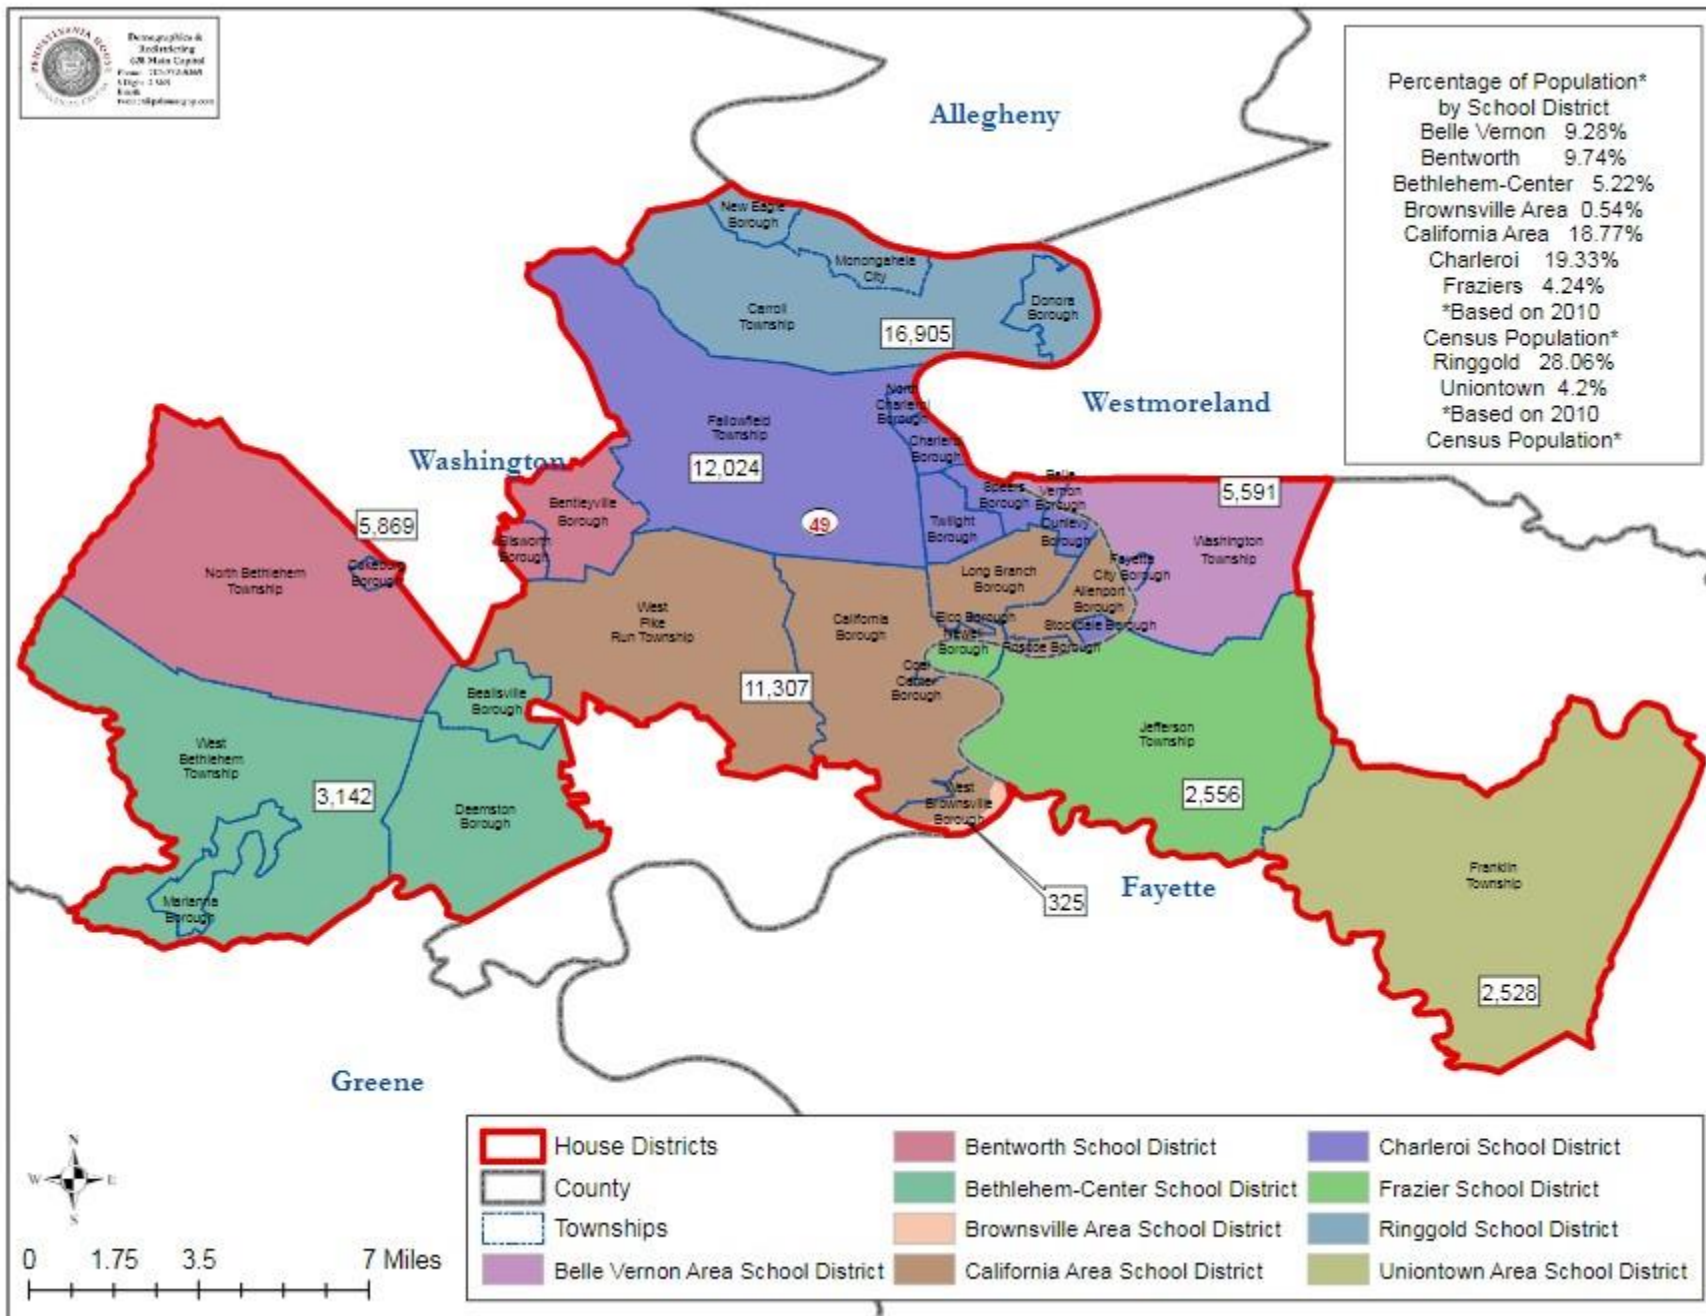 PENNSYLVANIA HOUSE
Demographics &
Redistricting
Main Capitol
Percentage of Population*
by School District
Belle Vernon 9.28%
Bentworth 9.74%
Bethlehem-Center 5.22%
Brownsville Area 0.54%
California Area 18.77%
Charleroi 19.33%
Fraziers 4.24%
*Based on 2010
Census Population*
Ringgold 28.06%
Uniontown 4.2%
*Based on 2010
Census Population*
Allegheny
New Eagle
Borough
Monongahela
City
Donora
Borough
Carroll
Township
16,905
Westmoreland
North
Charleroi
Borough
Fallowfield
Township
Charleroi
Borough
Washington
12,024
5,591
Speers
Borough
Belle
Vernon
Borough
Bentleyville
Borough
5,869
49
Twilight
Borough
Dunlevy
Borough
Washington
Township
Ellsworth
Borough
North Bethlehem
Township
Cokeburg
Borough
Long Branch
Borough
Fayette
City Borough
Allenport
Borough
West
Pike
Run Township
California
Borough
Elco Borough
Newell
Borough
Stockdale Borough
Roscoe Borough
Coal
Center
Borough
Beallsville
Borough
11,307
West
Bethlehem
Township
Jefferson
Township
3,142
Deemston
Borough
West
Brownsville
Borough
2,556
Franklin
Township
Marianna
Borough
325
Fayette
2,528
Greene
N
W E
S
0 1.75 3.5 7 Miles
House Districts
County
Townships
Belle Vernon Area School District
Bentworth School District
Bethlehem-Center School District
Brownsville Area School District
California Area School District
Charleroi School District
Frazier School District
Ringgold School District
Uniontown Area School District